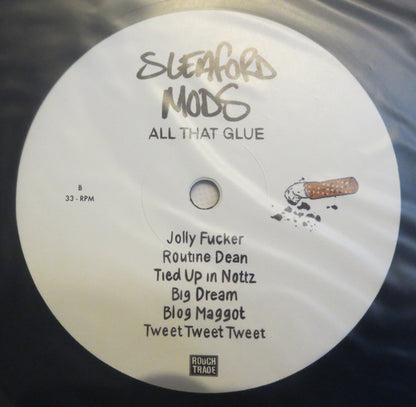 SLEAFORD
MODS
ALL THAT GLUE
B
33 - RPM
Jolly Fucker
Routine Dean
Tied Up in Nottz
Big Dream
Blog Maggot
Tweet Tweet Tweet
ROUGH
TRADE